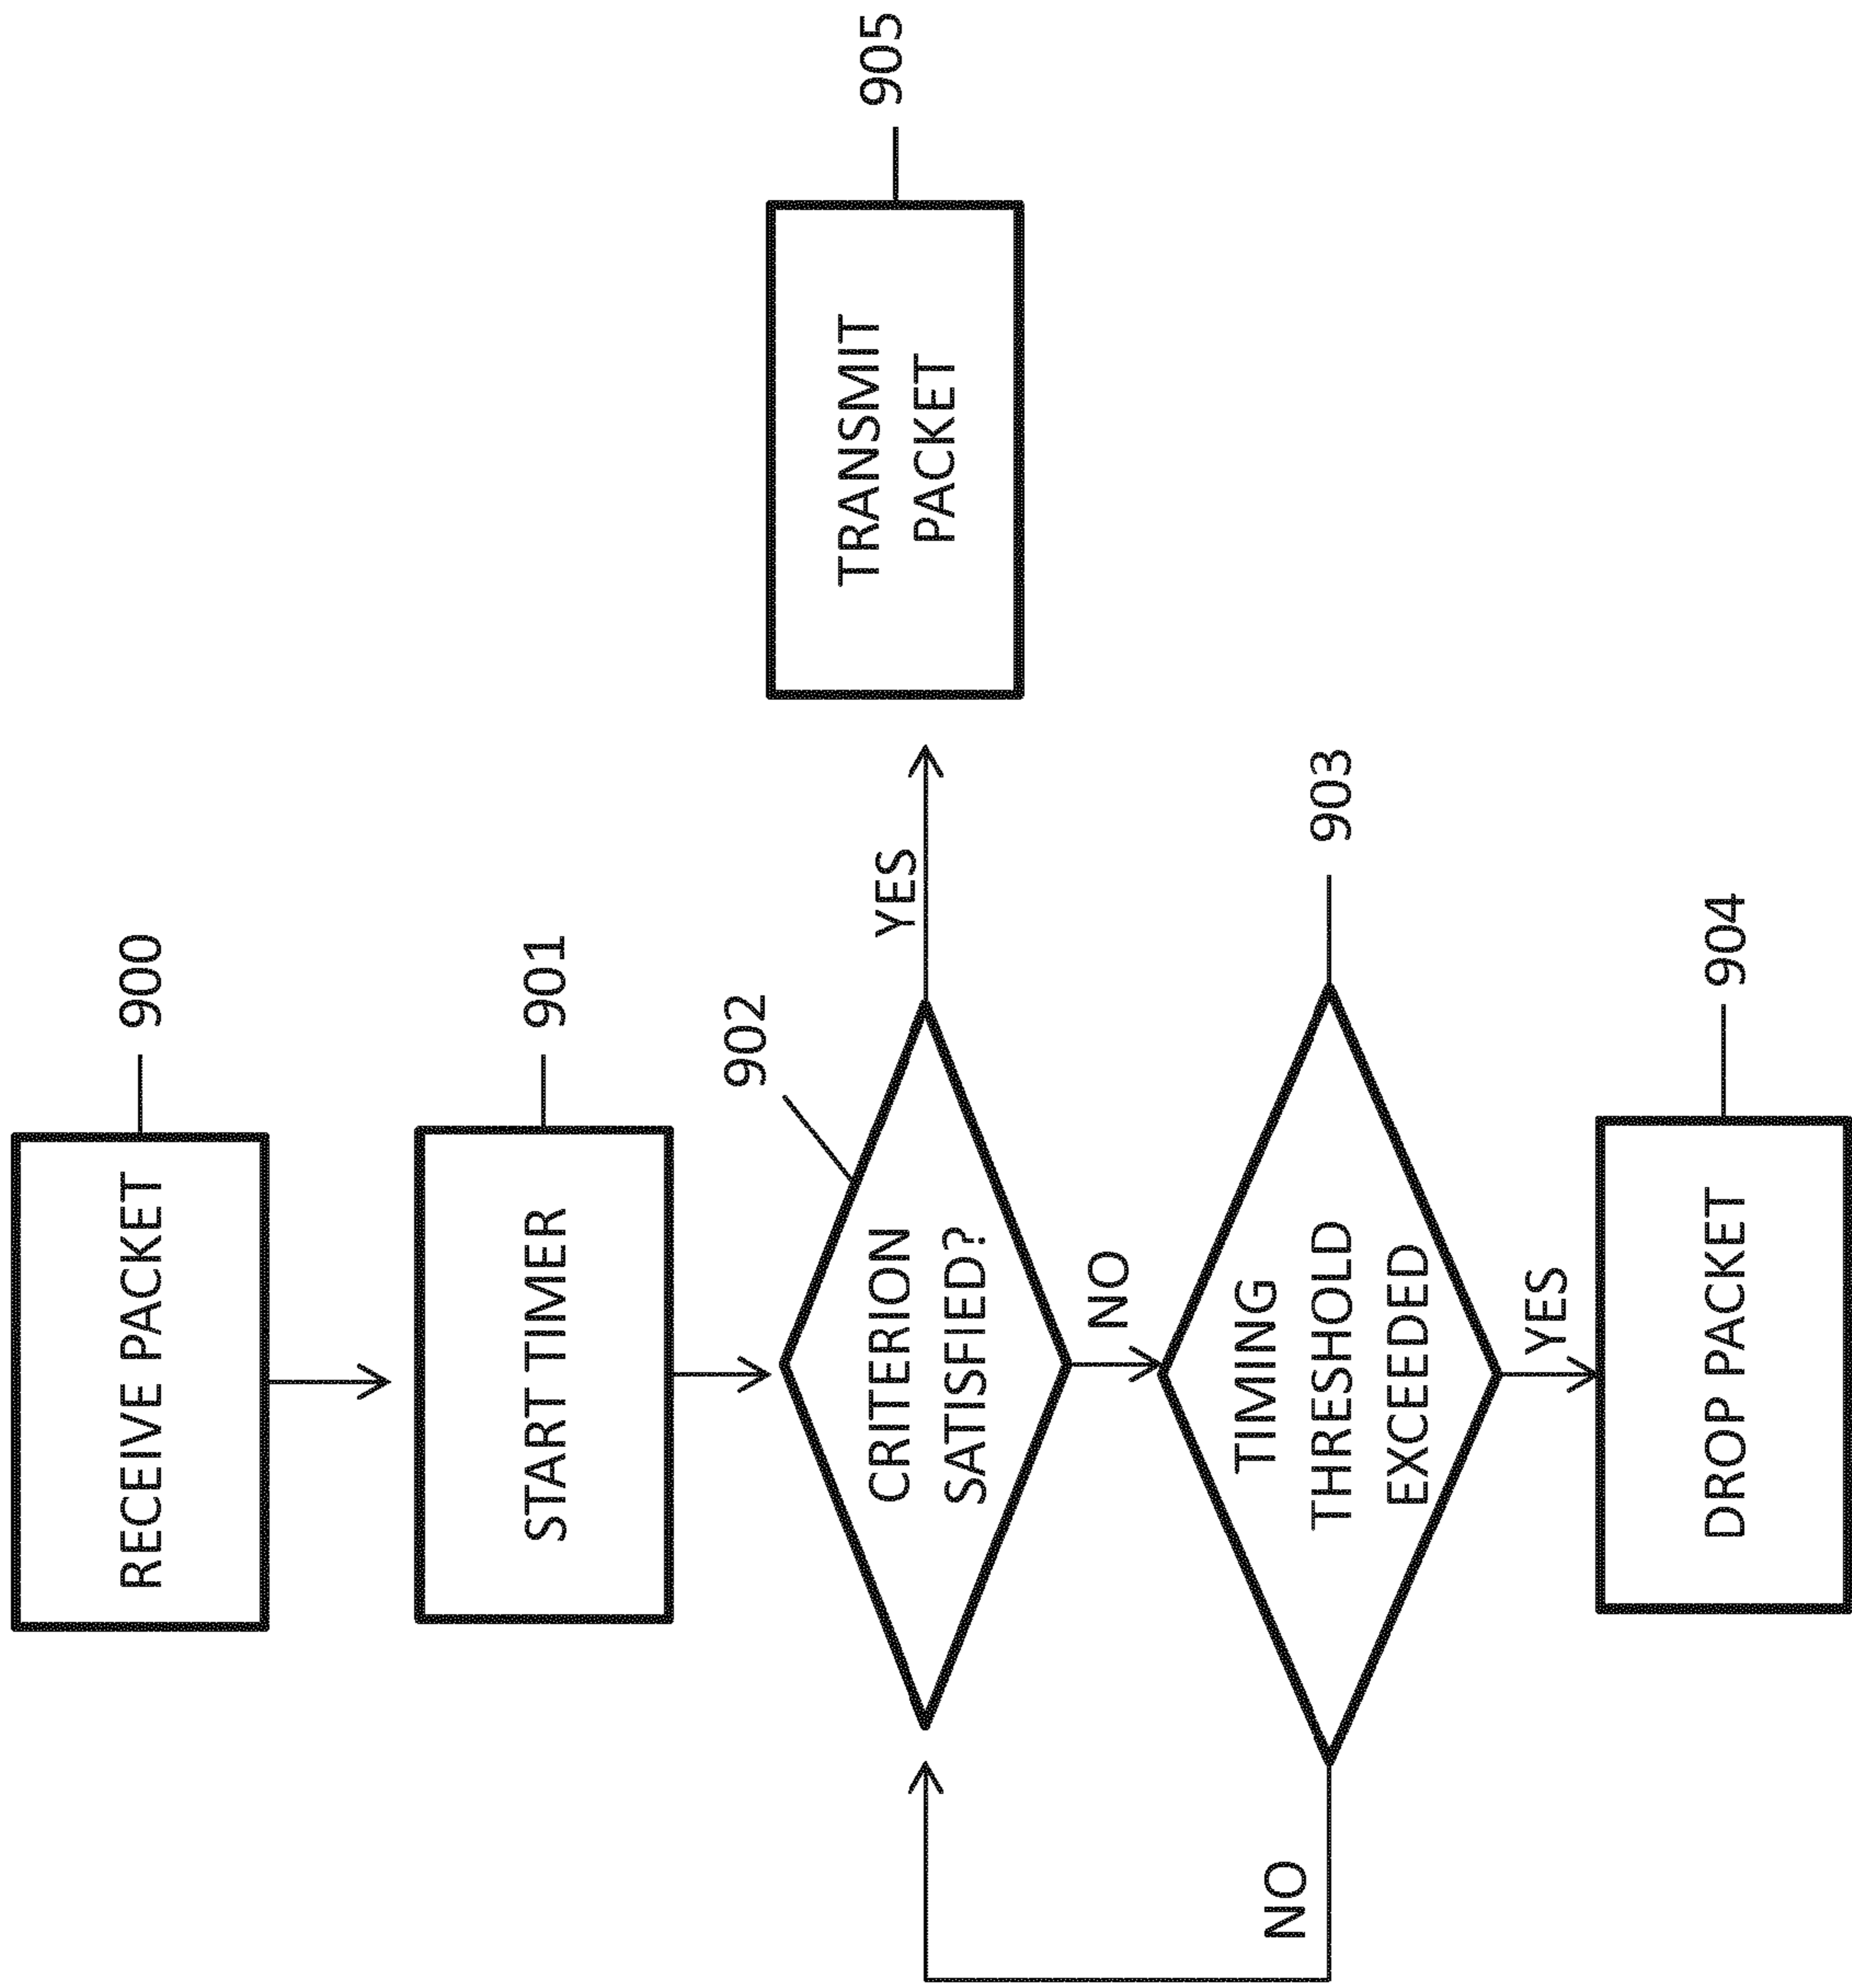 RECEIVE PACKET
900
START TIMER
901
902
CRITERION
SATISFIED?
YES
TRANSMIT
PACKET
905
NO
TIMING
THRESHOLD
EXCEEDED
903
NO
YES
DROP PACKET
904